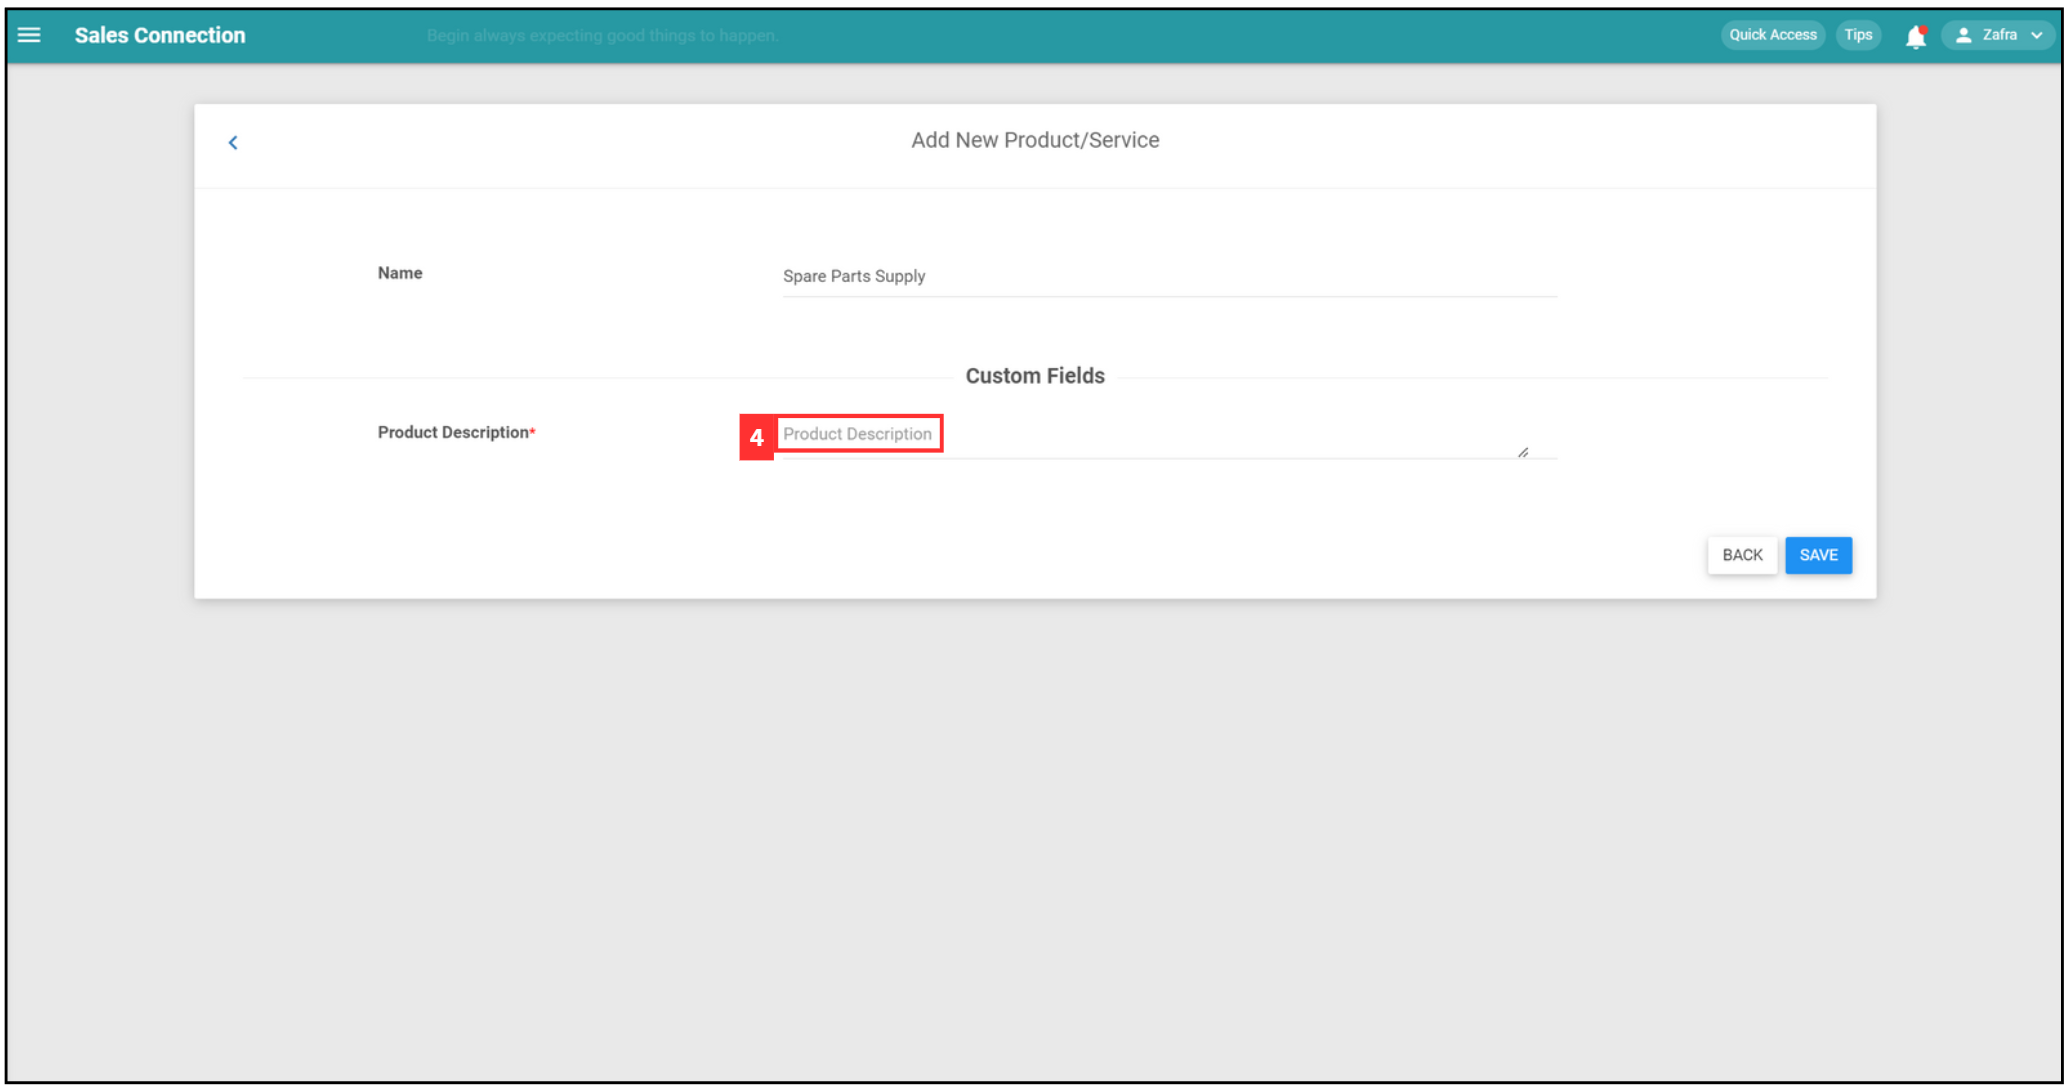 Sales Connection
Begin always expecting good things to happen.
Quick Access
Tips
Zafra
Add New Product/Service
Name
Spare Parts Supply
Custom Fields
Product Description*
4
Product Description
BACK
SAVE